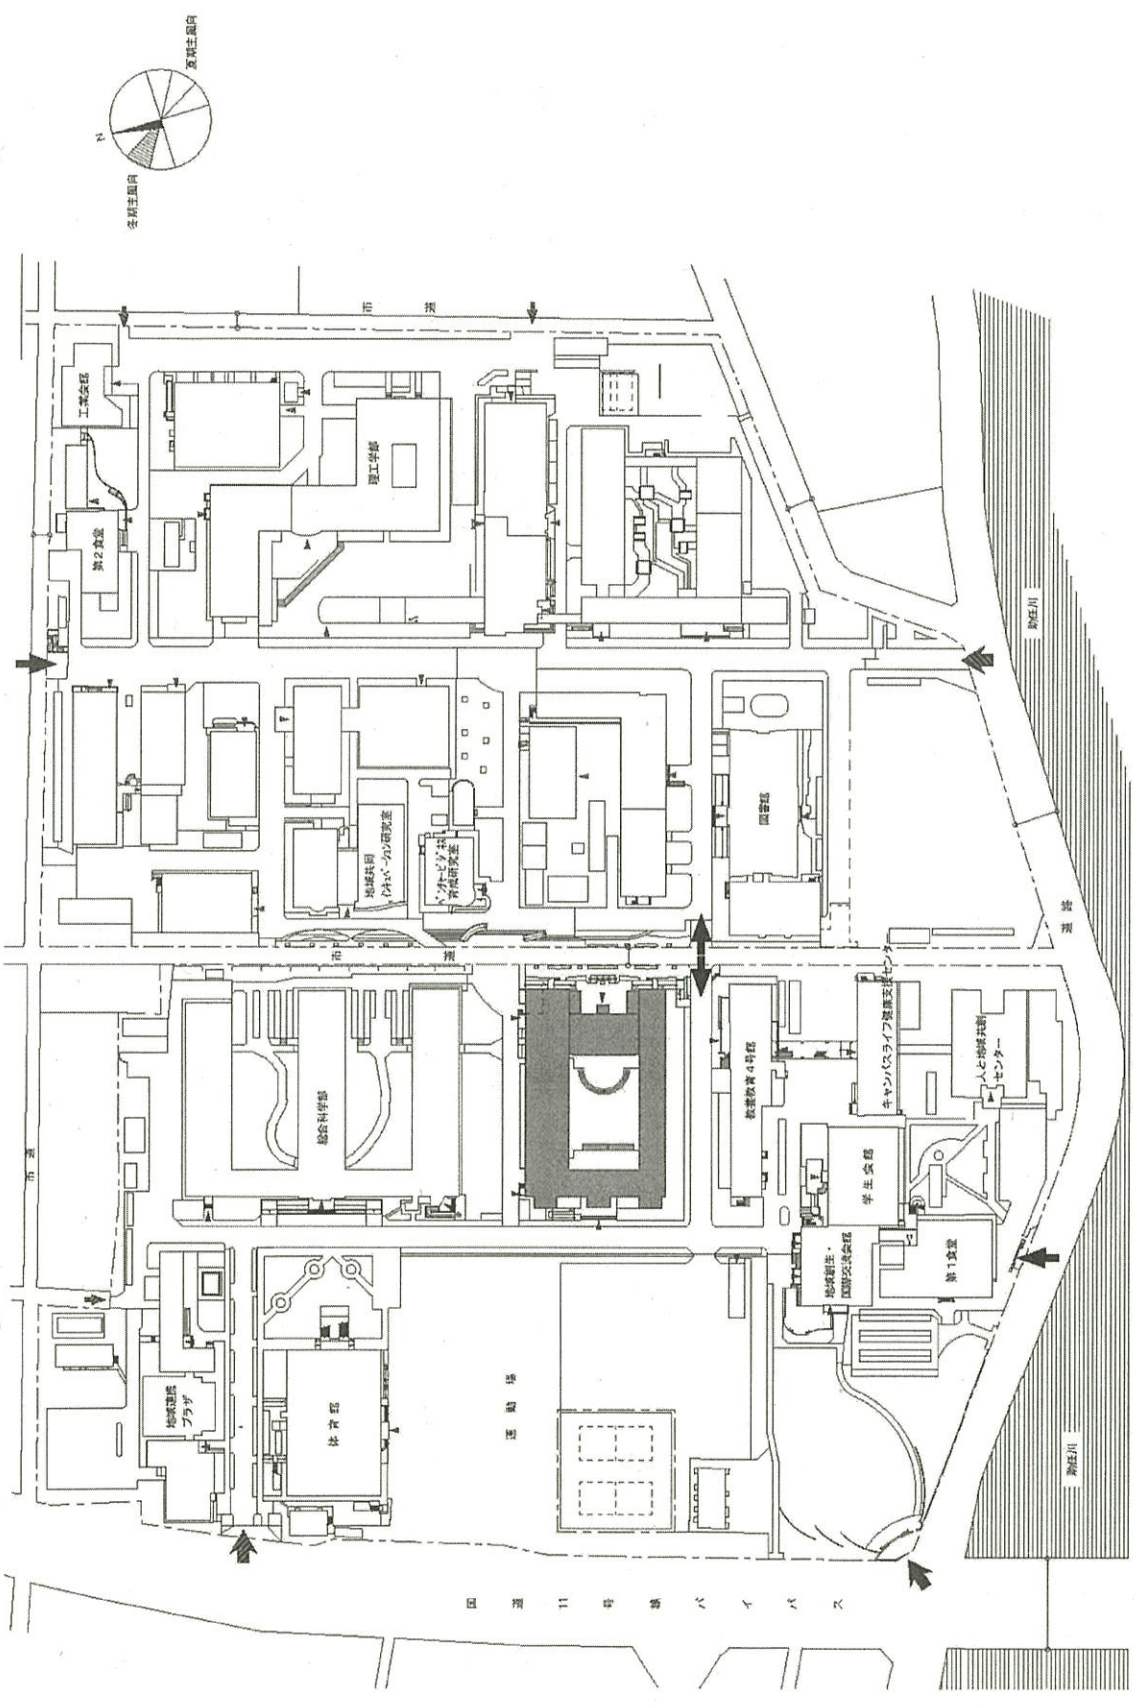 夏期主風向
N
冬期主風向
市道
工業会館
理工学部
第2食堂
助任川
地域共同
インキュベーション研究室
ベンチャービジネス
育成研究室
図書館
市道
道路
市道
総合科学部
教養教育4号館
キャンパスライフ健康支援センター
人と地域共創
センター
学生会館
地域創生・
国際交流会館
第1食堂
地域連携
プラザ
体育館
運動場
助任川
国道11号線バイパス